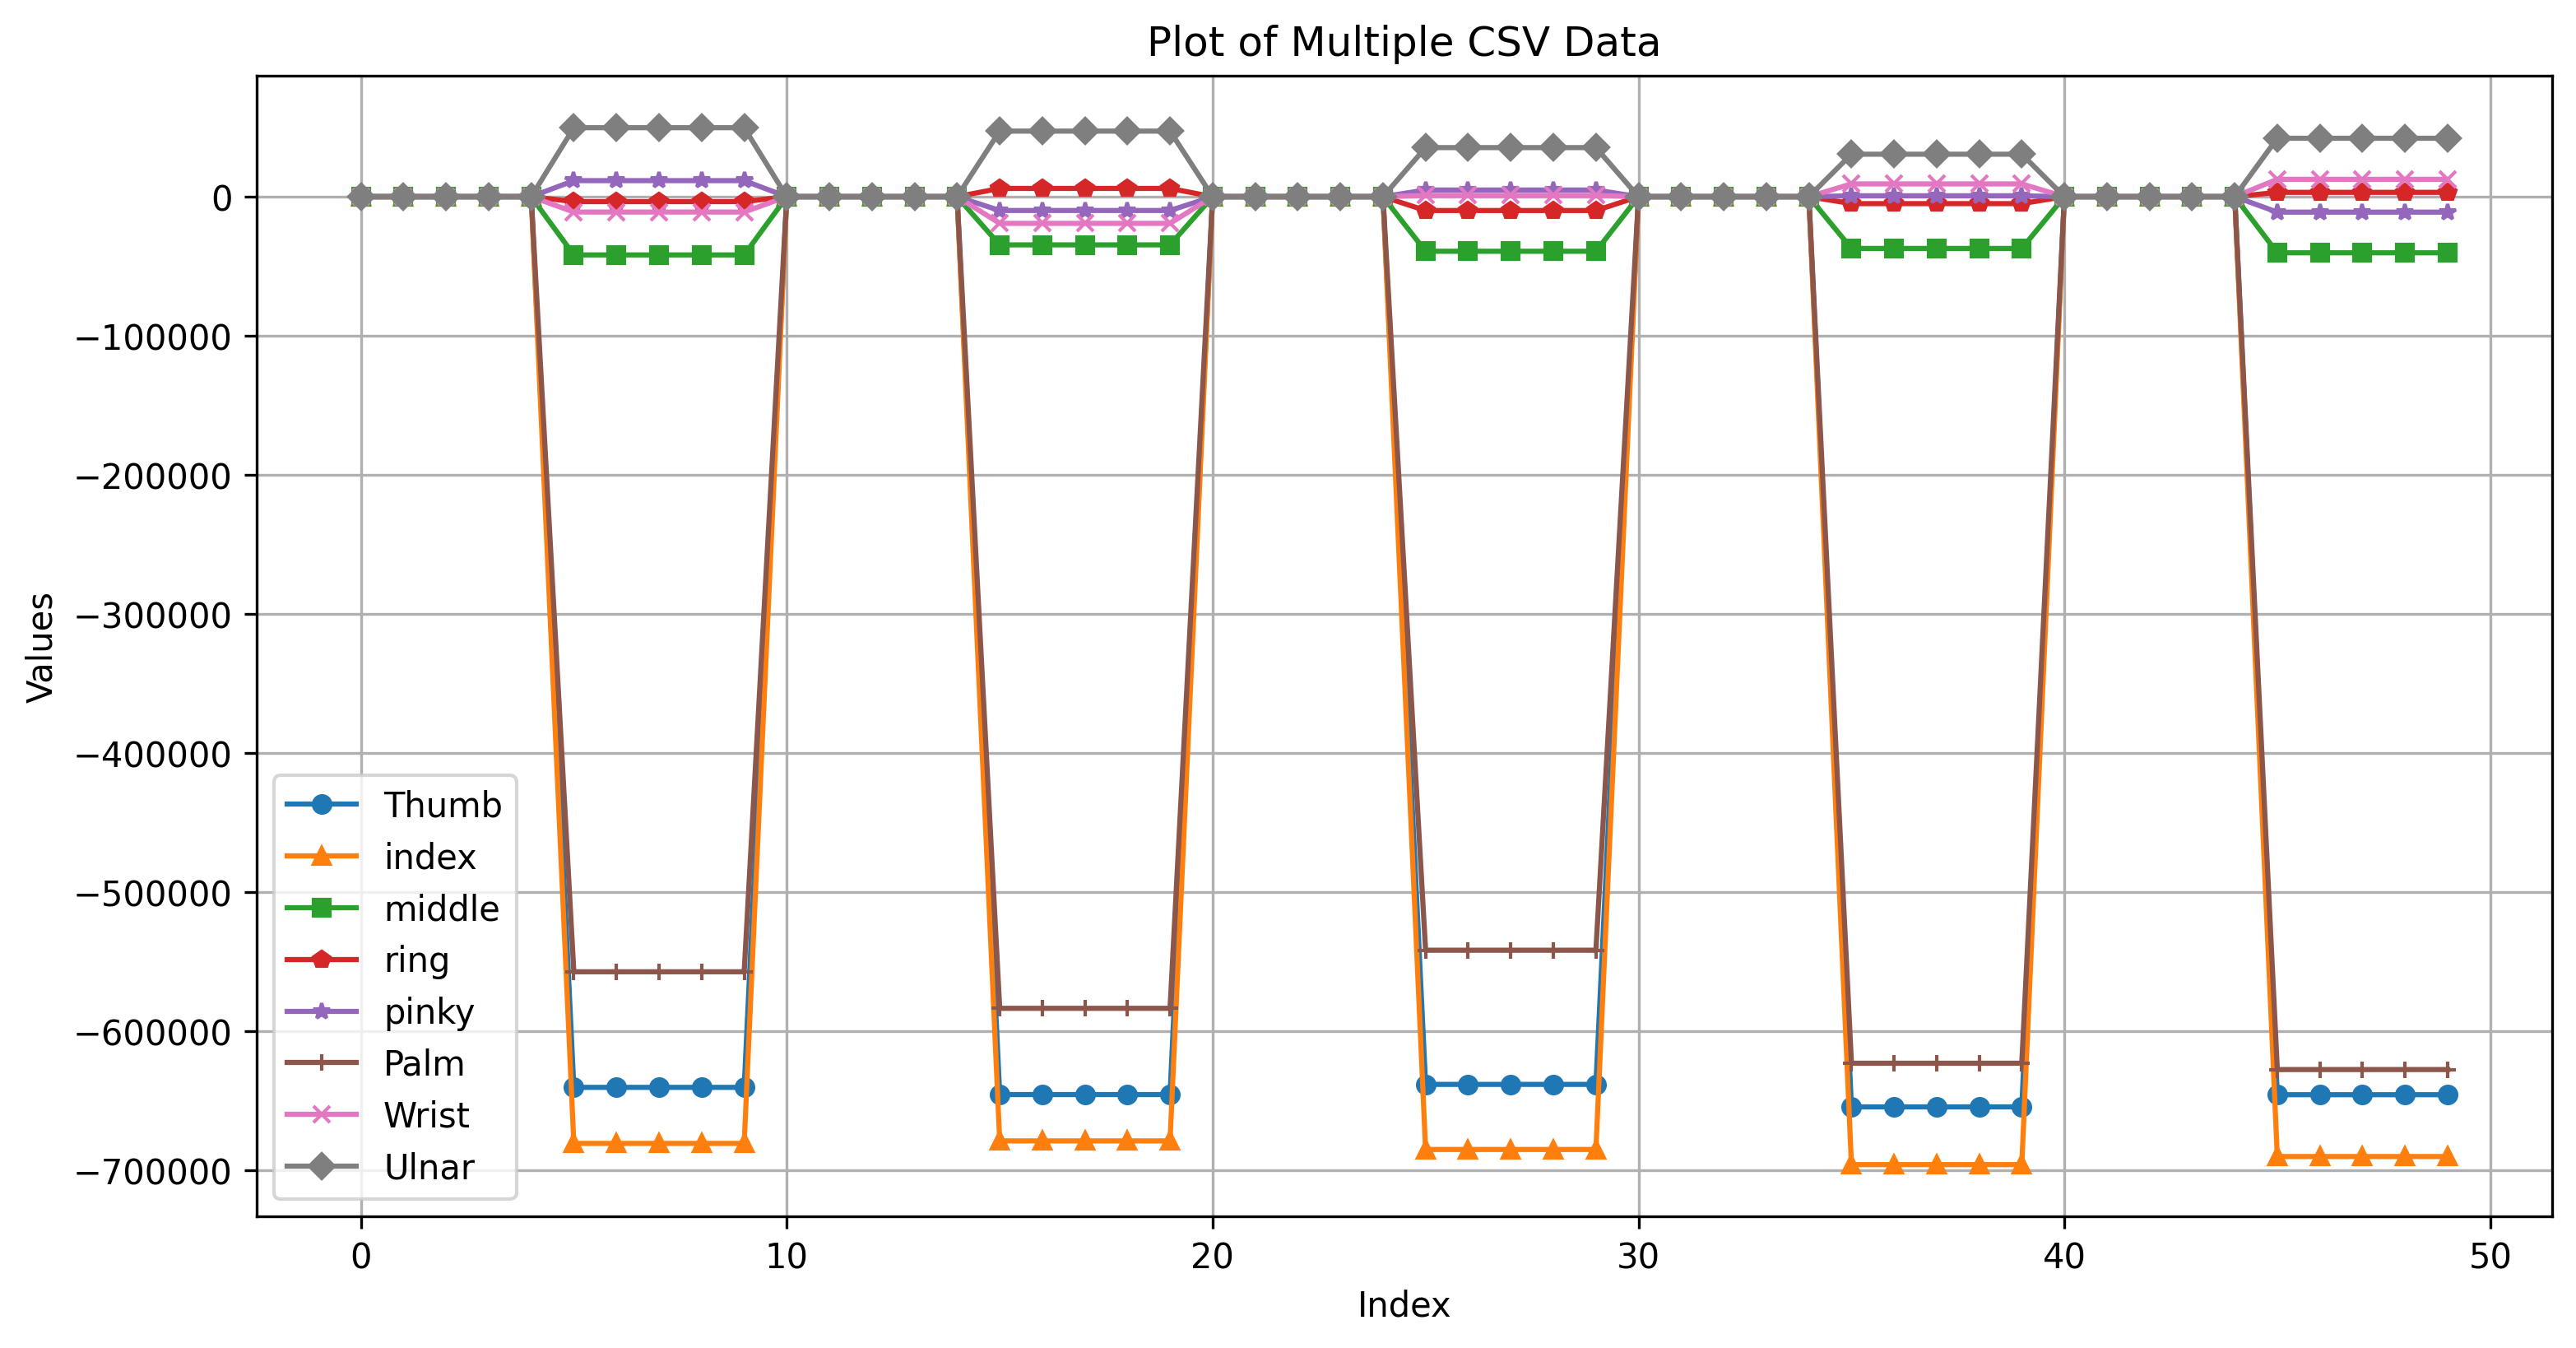 Plot of Multiple CSV Data
Values
0
−100000
−200000
−300000
−400000
−500000
−600000
−700000
Thumb
index
middle
ring
pinky
Palm
Wrist
Ulnar
0 10 20 30 40 50
Index